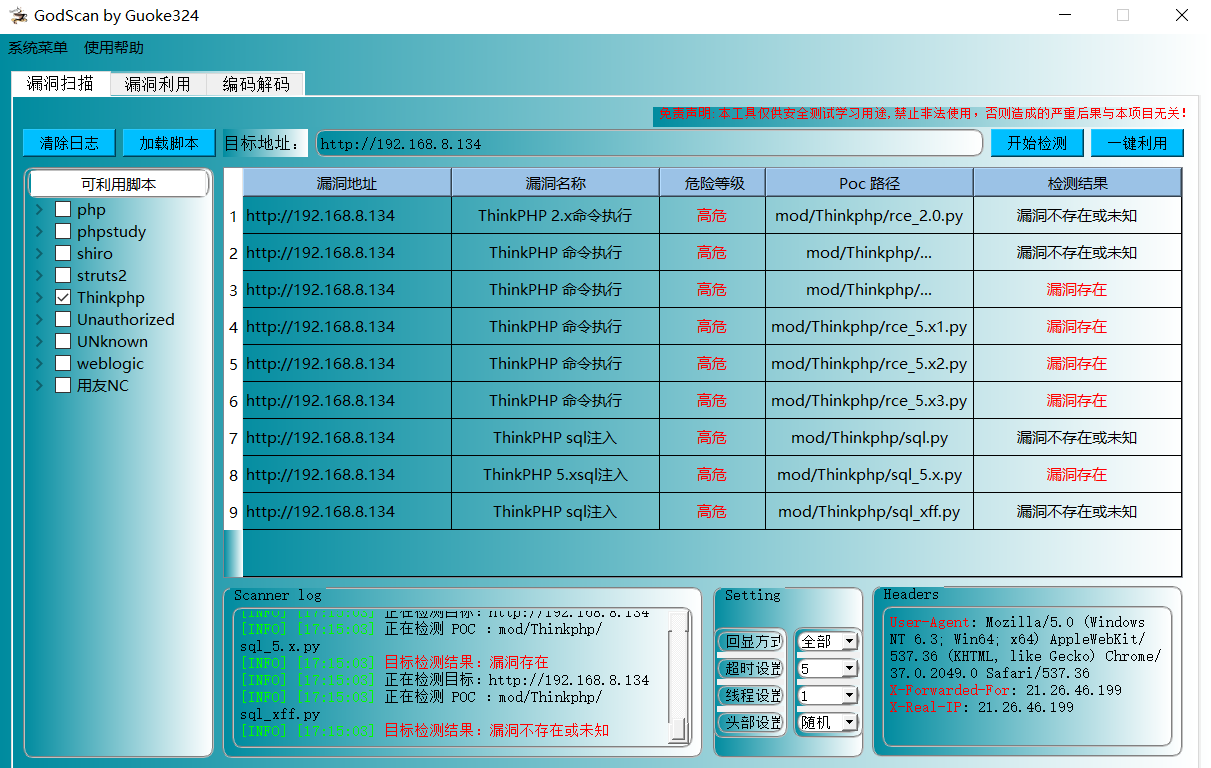 GodScan by Guoke324
系统菜单 使用帮助
漏洞扫描 漏洞利用 编码解码
免责声明: 本工具仅供安全测试学习用途,禁止非法使用，否则造成的严重后果与本项目无关!
清除日志 加载脚本 目标地址： http://192.168.8.134 开始检测 一键利用
可利用脚本
php
phpstudy
shiro
struts2
Thinkphp
Unauthorized
UNknown
weblogic
用友NC
漏洞地址 漏洞名称 危险等级 Poc 路径 检测结果
1 http://192.168.8.134 ThinkPHP 2.x命令执行 高危 mod/Thinkphp/rce_2.0.py 漏洞不存在或未知
2 http://192.168.8.134 ThinkPHP 命令执行 高危 mod/Thinkphp/... 漏洞不存在或未知
3 http://192.168.8.134 ThinkPHP 命令执行 高危 mod/Thinkphp/... 漏洞存在
4 http://192.168.8.134 ThinkPHP 命令执行 高危 mod/Thinkphp/rce_5.x1.py 漏洞存在
5 http://192.168.8.134 ThinkPHP 命令执行 高危 mod/Thinkphp/rce_5.x2.py 漏洞存在
6 http://192.168.8.134 ThinkPHP 命令执行 高危 mod/Thinkphp/rce_5.x3.py 漏洞存在
7 http://192.168.8.134 ThinkPHP sql注入 高危 mod/Thinkphp/sql.py 漏洞不存在或未知
8 http://192.168.8.134 ThinkPHP 5.xsql注入 高危 mod/Thinkphp/sql_5.x.py 漏洞存在
9 http://192.168.8.134 ThinkPHP sql注入 高危 mod/Thinkphp/sql_xff.py 漏洞不存在或未知
Scanner log
[INFO] [17:15:03] 正在检测目标：http://192.168.8.134
[INFO] [17:15:03] 正在检测 POC ：mod/Thinkphp/
sql_5.x.py
[INFO] [17:15:03] 目标检测结果：漏洞存在
[INFO] [17:15:03] 正在检测目标：http://192.168.8.134
[INFO] [17:15:03] 正在检测 POC ：mod/Thinkphp/
sql_xff.py
[INFO] [17:15:03] 目标检测结果：漏洞不存在或未知
Setting
回显方式 全部
超时设置 5
线程设置 1
头部设置 随机
Headers
User-Agent: Mozilla/5.0 (Windows
NT 6.3; Win64; x64) AppleWebKit/
537.36 (KHTML, like Gecko) Chrome/
37.0.2049.0 Safari/537.36
X-Forwarded-For: 21.26.46.199
X-Real-IP: 21.26.46.199